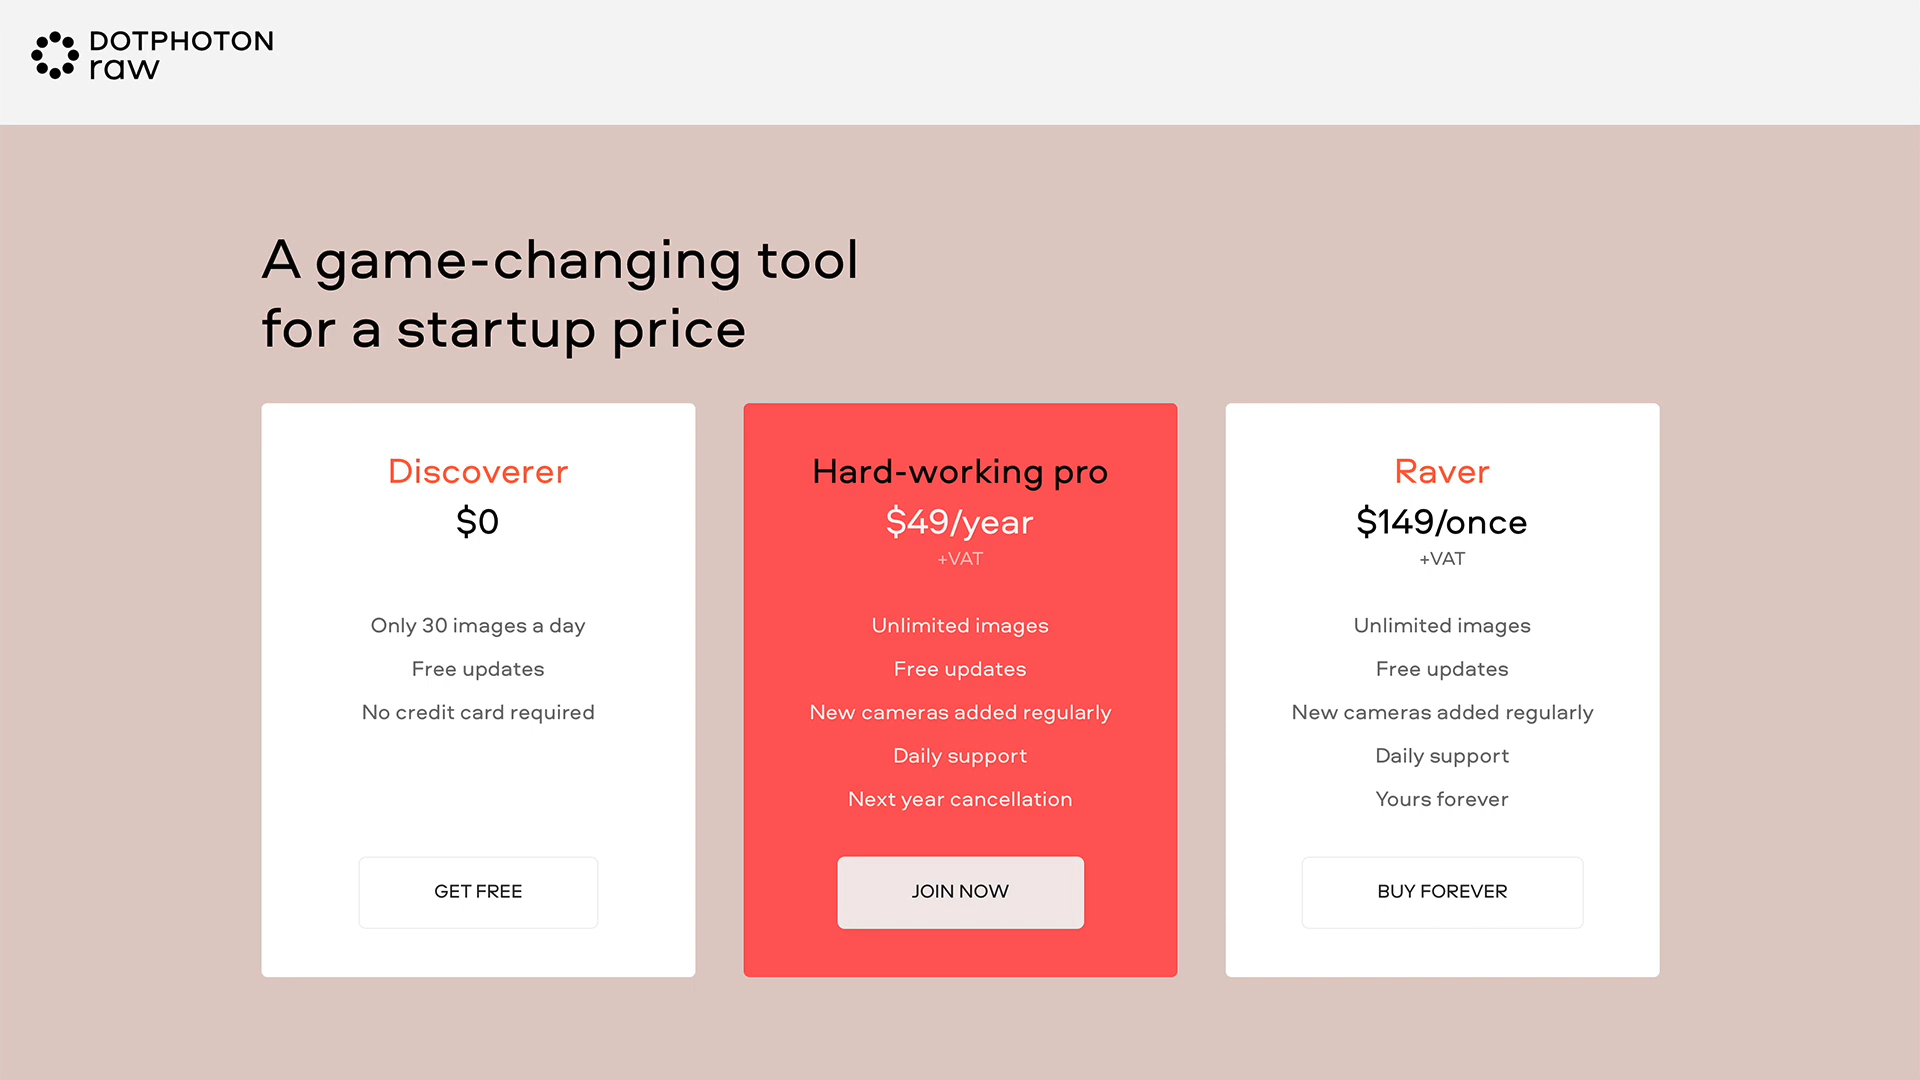 DOTPHOTON
raw
A game-changing tool
for a startup price
Discoverer
$0
Only 30 images a day
Free updates
No credit card required
GET FREE
Hard-working pro
$49/year
+VAT
Unlimited images
Free updates
New cameras added regularly
Daily support
Next year cancellation
JOIN NOW
Raver
$149/once
+VAT
Unlimited images
Free updates
New cameras added regularly
Daily support
Yours forever
BUY FOREVER